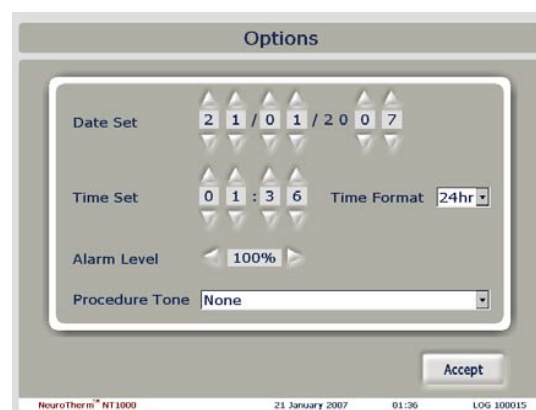 Options
Date Set 2 1 / 0 1 / 2 0 0 7
Time Set 0 1 : 3 6 Time Format 24hr
Alarm Level 100%
Procedure Tone None
Accept
NeuroTherm™ NT1000 21 January 2007 01:36 LOG 100015